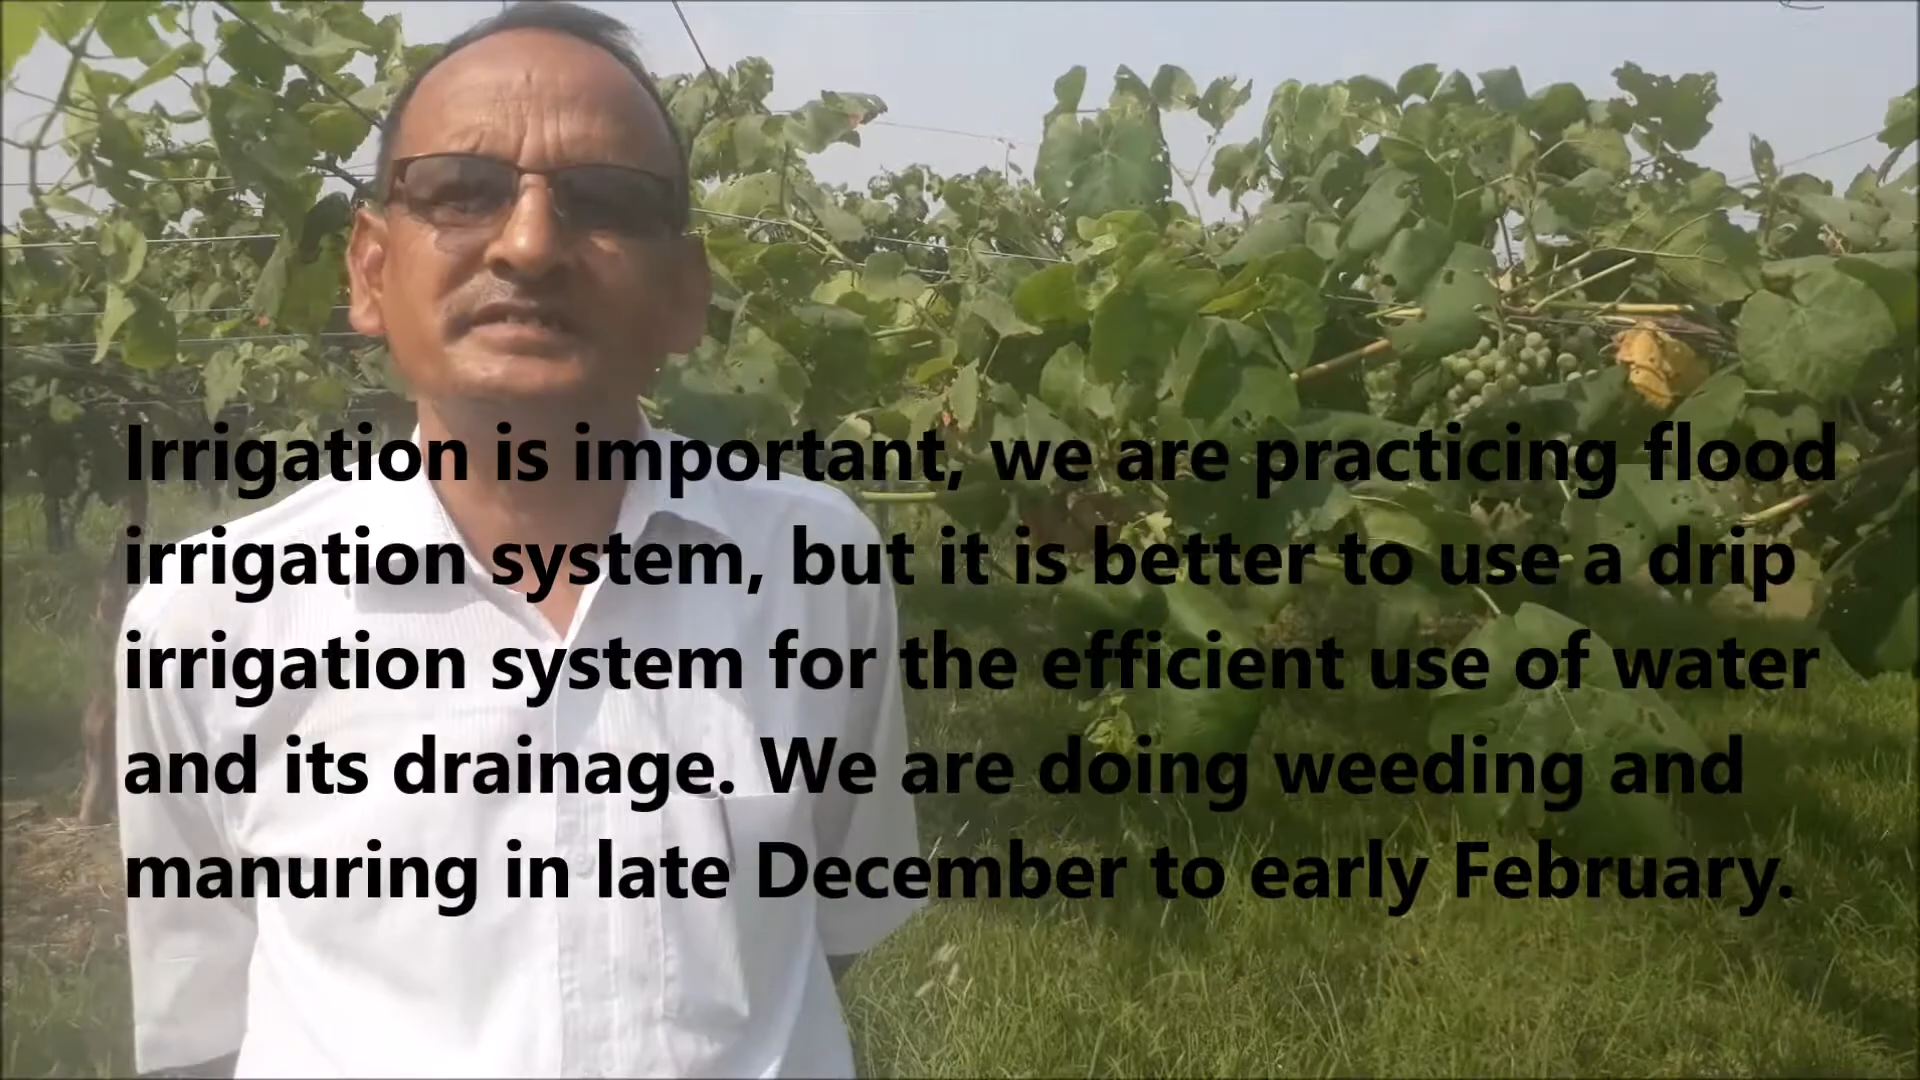 Irrigation is important, we are practicing flood
irrigation system, but it is better to use a drip
irrigation system for the efficient use of water
and its drainage. We are doing weeding and
manuring in late December to early February.